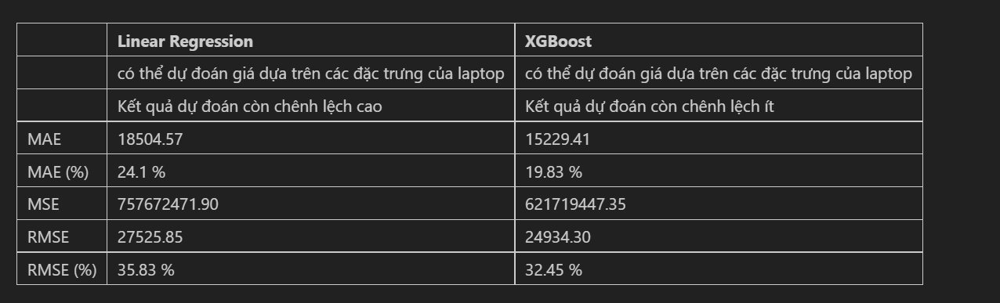 Linear Regression XGBoost
có thể dự đoán giá dựa trên các đặc trưng của laptop có thể dự đoán giá dựa trên các đặc trưng của laptop
Kết quả dự đoán còn chênh lệch cao Kết quả dự đoán còn chênh lệch ít
MAE 18504.57 15229.41
MAE (%) 24.1 % 19.83 %
MSE 757672471.90 621719447.35
RMSE 27525.85 24934.30
RMSE (%) 35.83 % 32.45 %